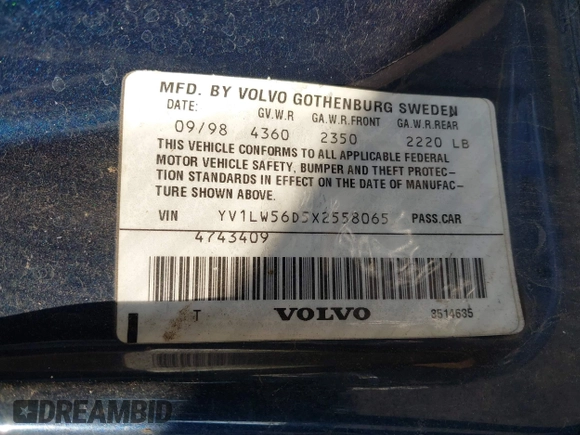 MFD. BY VOLVO GOTHENBURG SWEDEN
DATE: GV.W.R GA.W.R.FRONT GA.W.R.REAR
09/98 4360 2350 2220 LB
THIS VEHICLE CONFORMS TO ALL APPLICABLE FEDERAL
MOTOR VEHICLE SAFETY, BUMPER AND THEFT PROTEC-
TION STANDARDS IN EFFECT ON THE DATE OF MANUFAC-
TURE SHOWN ABOVE.
VIN YV1LW56D5X2558065 PASS.CAR
4743409
T VOLVO 3514635
DREAMBID